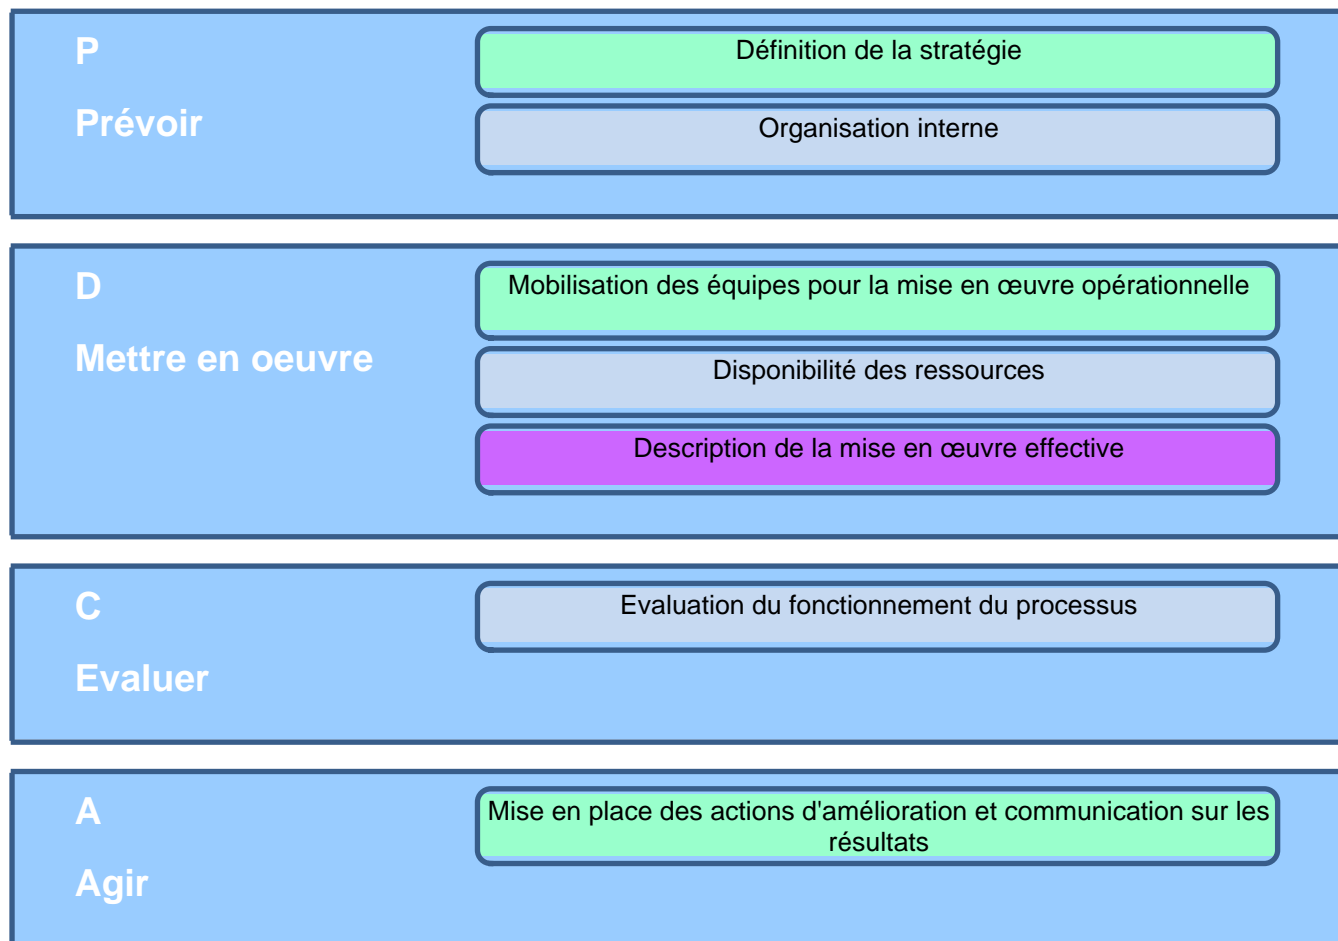 P
Prévoir
Définition de la stratégie
Organisation interne
D
Mettre en oeuvre
Mobilisation des équipes pour la mise en œuvre opérationnelle
Disponibilité des ressources
Description de la mise en œuvre effective
C
Evaluer
Evaluation du fonctionnement du processus
A
Agir
Mise en place des actions d'amélioration et communication sur les
résultats